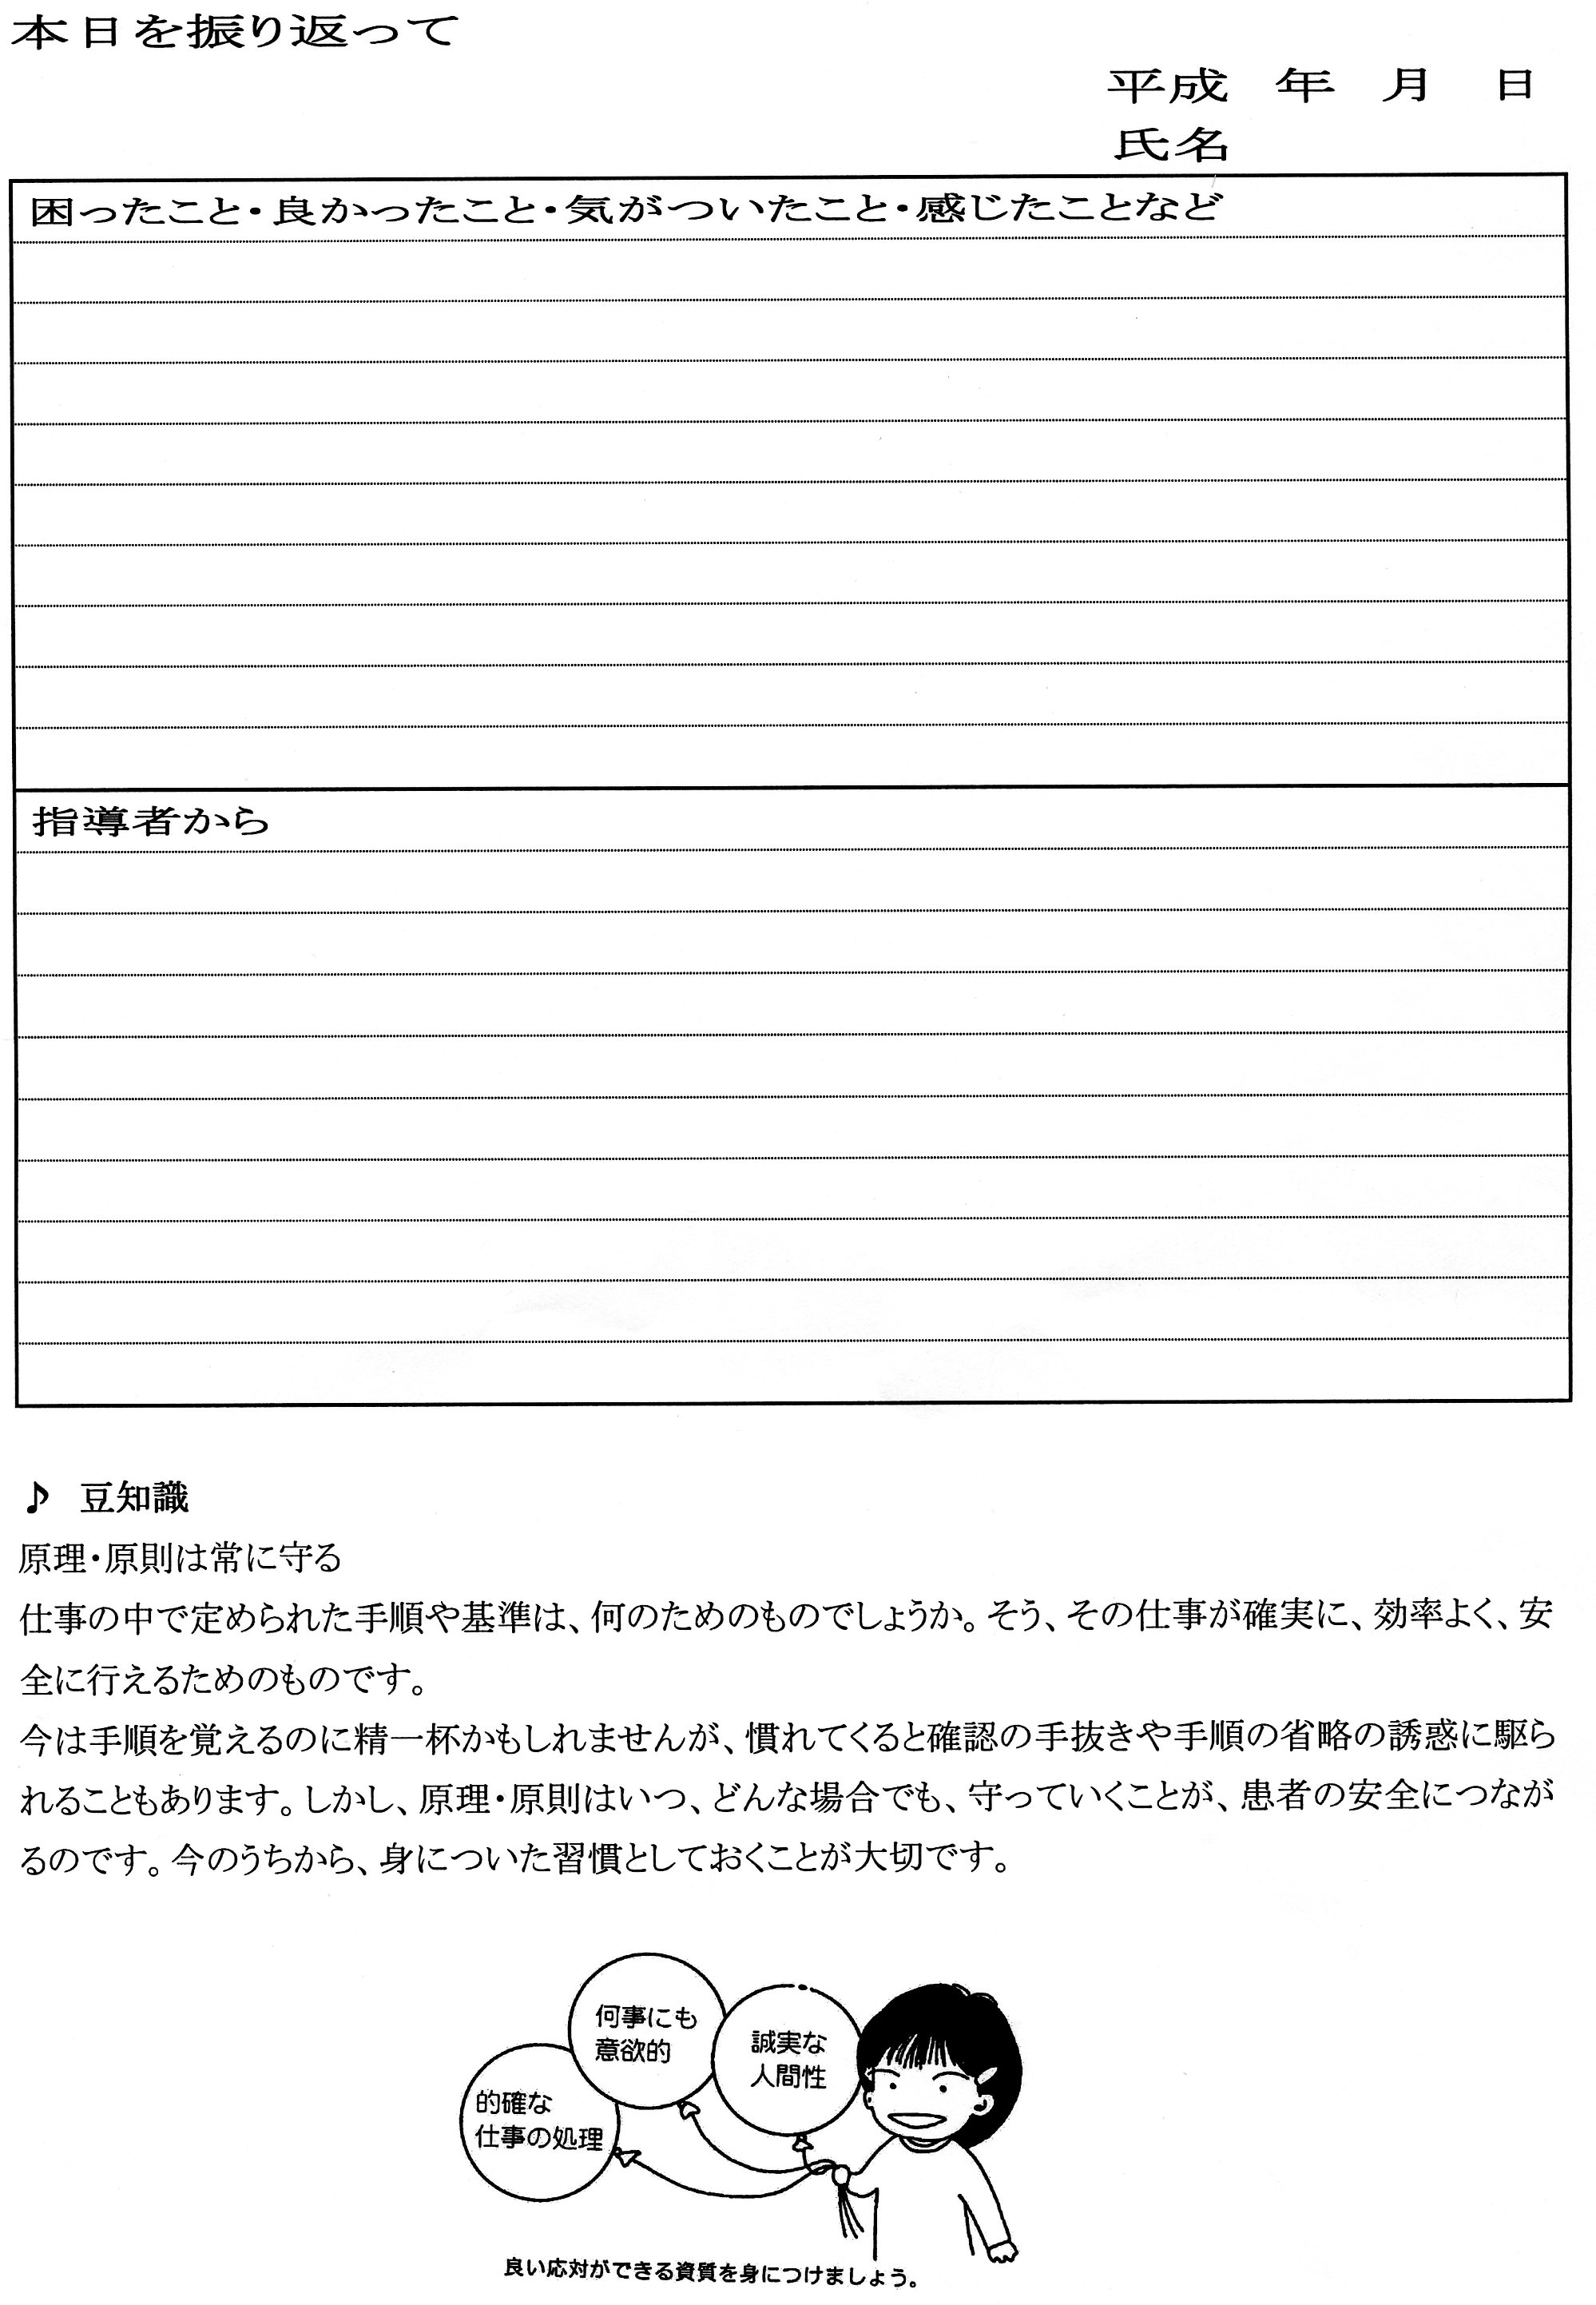 本日を振り返って
平成　年　月　日
氏名
困ったこと・良かったこと・気がついたこと・感じたことなど
指導者から
♪　豆知識
原理・原則は常に守る
仕事の中で定められた手順や基準は、何のためのものでしょうか。そう、その仕事が確実に、効率よく、安
全に行えるためのものです。
今は手順を覚えるのに精一杯かもしれませんが、慣れてくると確認の手抜きや手順の省略の誘惑に駆ら
れることもあります。しかし、原理・原則はいつ、どんな場合でも、守っていくことが、患者の安全につなが
るのです。今のうちから、身についた習慣としておくことが大切です。
的確な
仕事の処理
何事にも
意欲的
誠実な
人間性
良い応対ができる資質を身につけましょう。